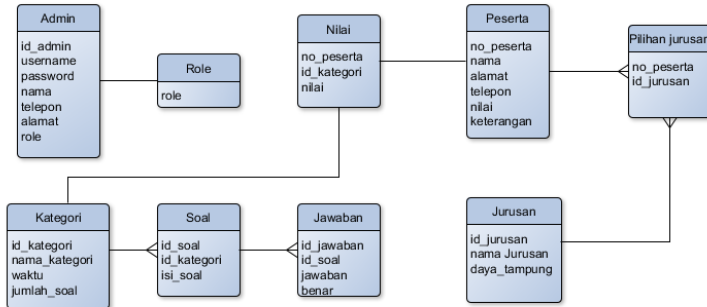 Admin
id_admin
username
password
nama
telepon
alamat
role
Role
role
Nilai
no_peserta
id_kategori
nilai
Peserta
no_peserta
nama
alamat
telepon
nilai
keterangan
Pilihan jurusan
no_peserta
id_jurusan
Kategori
id_kategori
nama_kategori
waktu
jumlah_soal
Soal
id_soal
id_kategori
isi_soal
Jawaban
id_jawaban
id_soal
jawaban
benar
Jurusan
id_jurusan
nama Jurusan
daya_tampung